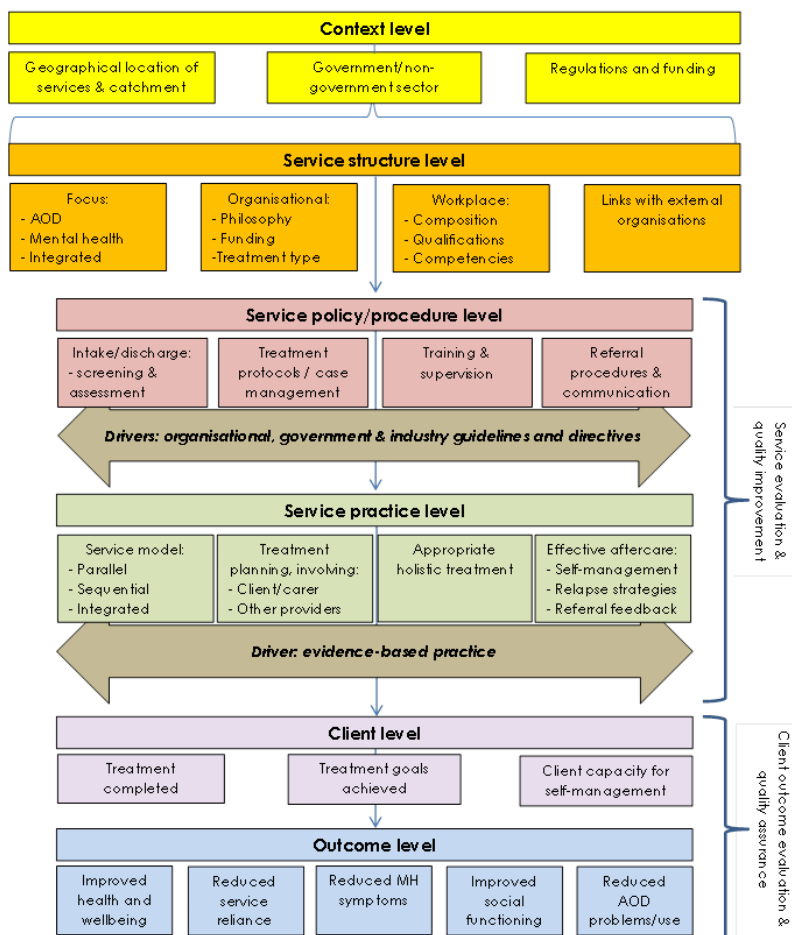 Context level
Geographical location of
services & catchment
Government/non-
government sector
Regulations and funding
Service structure level
Focus:
- AOD
- Mental health
- Integrated
Organisational:
- Philosophy
- Funding
-Treatment type
Workplace:
- Composition
- Qualifications
- Competencies
Links with external
organisations
Service policy/procedure level
Intake/discharge:
- screening &
assessment
Treatment
protocols / case
management
Training &
supervision
Referral
procedures &
communication
Drivers: organisational, government & industry guidelines and directives
Service practice level
Service model:
- Parallel
- Sequential
- Integrated
Treatment
planning, involving:
- Client/carer
- Other providers
Appropriate
holistic treatment
Effective aftercare:
- Self-management
- Relapse strategies
- Referral feedback
Driver: evidence-based practice
Service evaluation &
quality improvement
Client level
Treatment
completed
Treatment goals
achieved
Client capacity for
self-management
Outcome level
Improved
health and
wellbeing
Reduced
service
reliance
Reduced MH
symptoms
Improved
social
functioning
Reduced
AOD
problems/use
Client outcome evaluation &
quality assurance